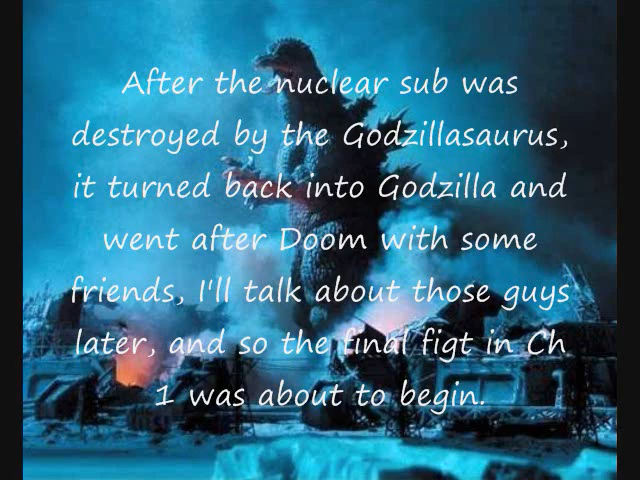 After the nuclear sub was
destroyed by the Godzillasaurus,
it turned back into Godzilla and
went after Doom with some
friends, I'll talk about those guys
later, and so the final figt in Ch
1 was about to begin.